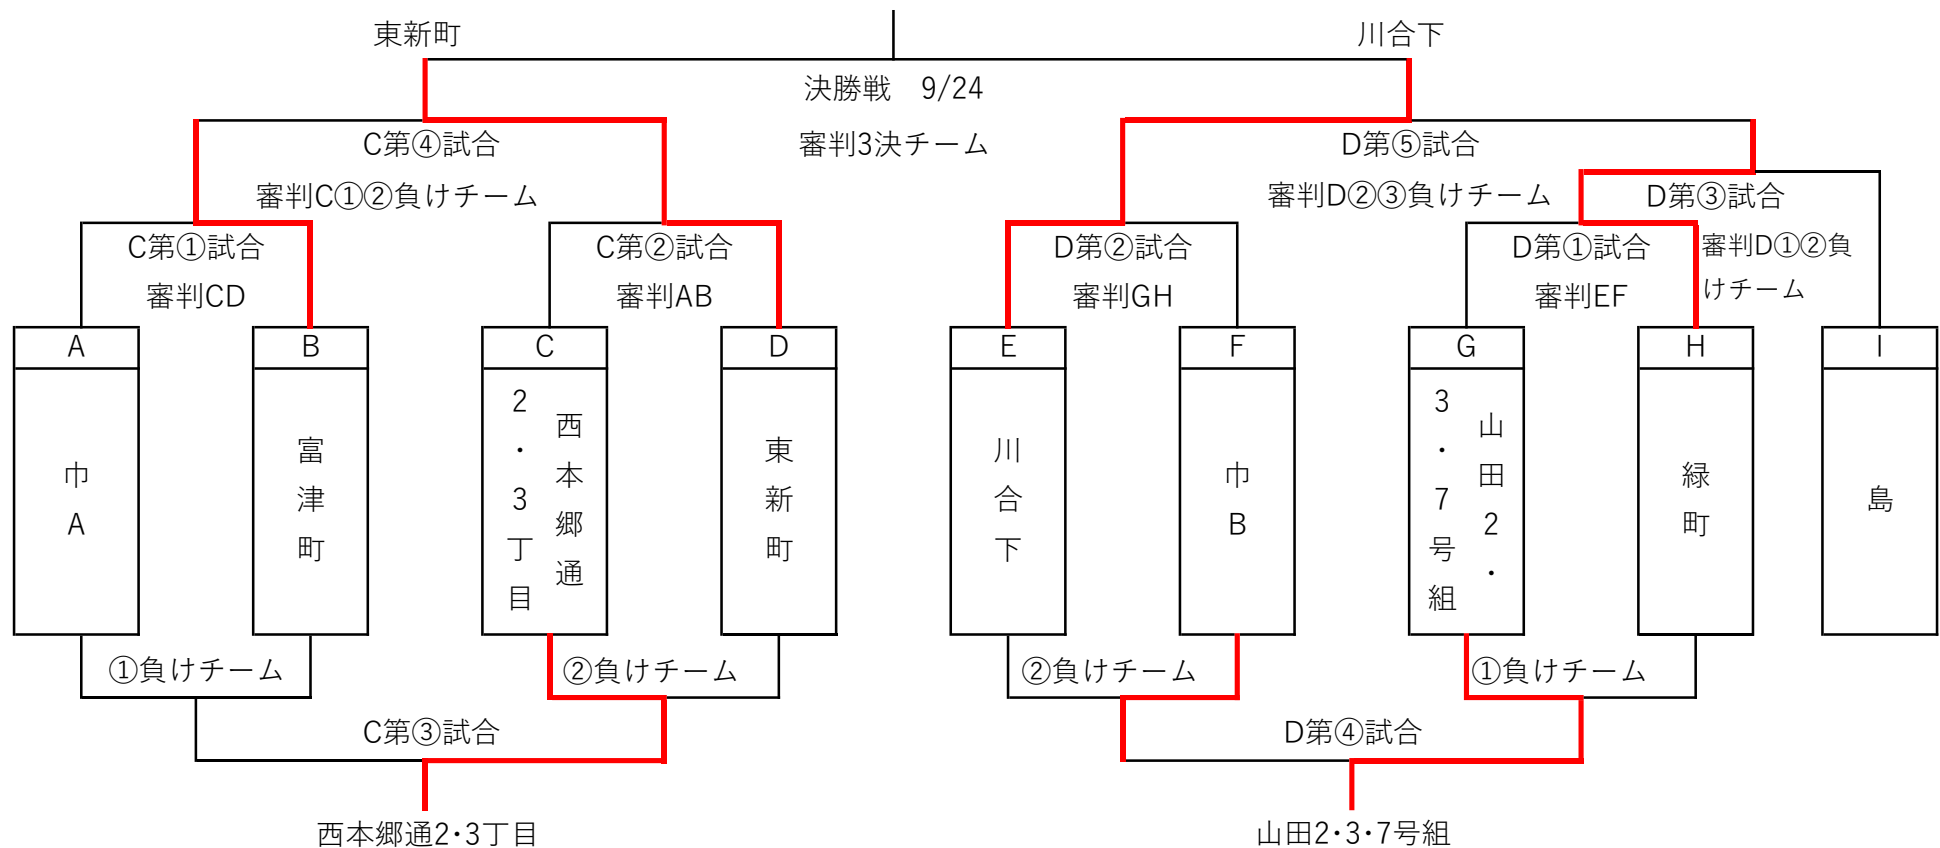 東新町
川合下
決勝戦　9/24
審判3決チーム
C第④試合
審判C①②負けチーム
D第⑤試合
審判D②③負けチーム
D第③試合
審判D①②負
けチーム
C第①試合
審判CD
C第②試合
審判AB
D第②試合
審判GH
D第①試合
審判EF
A
B
C
D
E
F
G
H
I
巾A
富津町
西本郷通
2・3丁目
東新町
川合下
巾B
山田2・
3・7号組
緑町
島
①負けチーム
②負けチーム
②負けチーム
①負けチーム
C第③試合
D第④試合
西本郷通2・3丁目
山田2・3・7号組